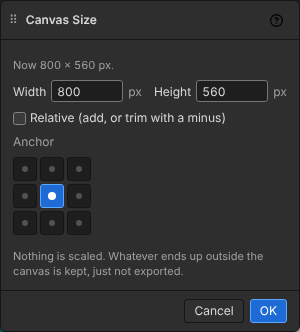 Canvas Size
Now 800 × 560 px.
Width 800 px Height 560 px
Relative (add, or trim with a minus)
Anchor
Nothing is scaled. Whatever ends up outside the
canvas is kept, just not exported.
Cancel OK